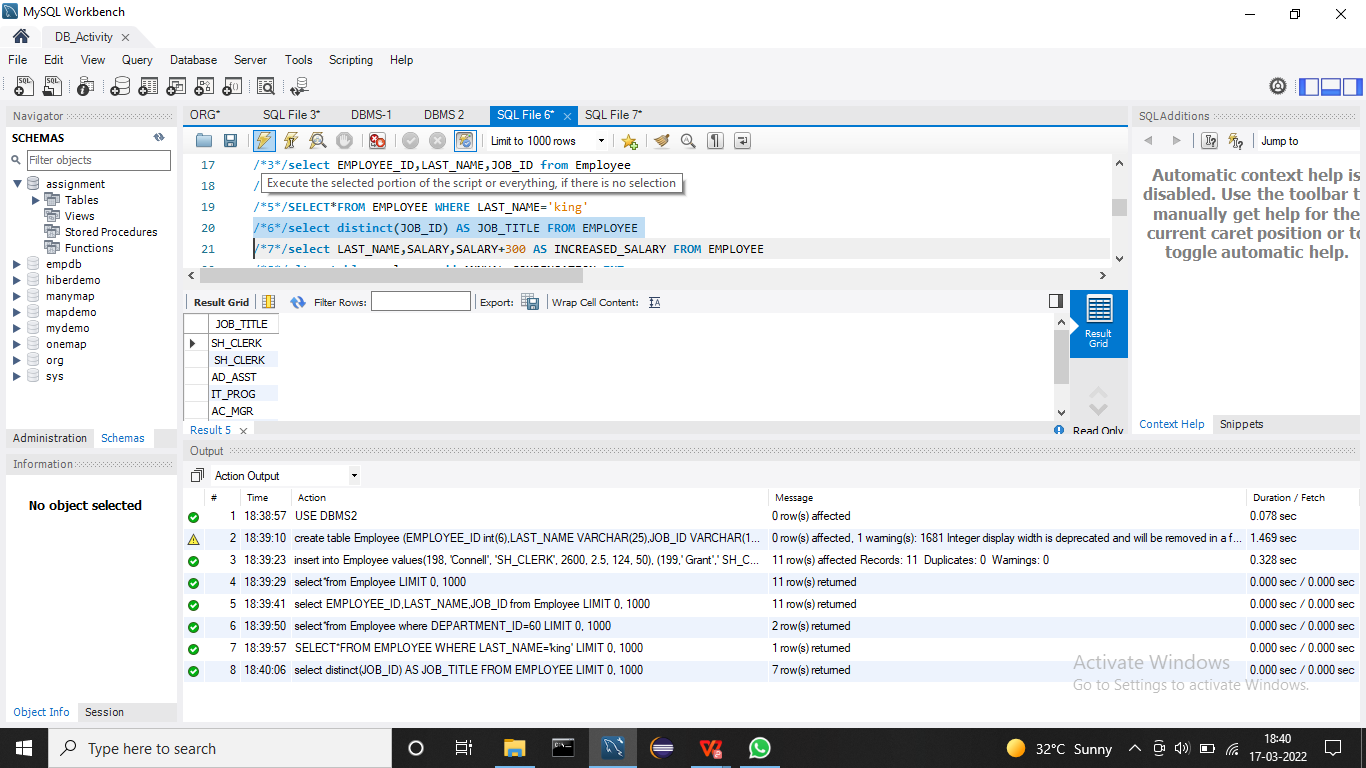 MySQL Workbench
DB_Activity
File Edit View Query Database Server Tools Scripting Help
Navigator
SCHEMAS
Filter objects
assignment
Tables
Views
Stored Procedures
Functions
empdb
hiberdemo
manymap
mapdemo
mydemo
onemap
org
sys
Administration Schemas
Information
No object selected
Object Info Session
ORG* SQL File 3* DBMS-1 DBMS 2 SQL File 6* SQL File 7*
Limit to 1000 rows
17 /*3*/select EMPLOYEE_ID,LAST_NAME,JOB_ID from Employee
18 /
Execute the selected portion of the script or everything, if there is no selection
19 /*5*/SELECT*FROM EMPLOYEE WHERE LAST_NAME='king'
20 /*6*/select distinct(JOB_ID) AS JOB_TITLE FROM EMPLOYEE
21 /*7*/select LAST_NAME,SALARY,SALARY+300 AS INCREASED_SALARY FROM EMPLOYEE
Result Grid Filter Rows: Export: Wrap Cell Content:
JOB_TITLE
SH_CLERK
SH_CLERK
AD_ASST
IT_PROG
AC_MGR
Result Grid
Result 5
Read Only
SQLAdditions
Jump to
Automatic context help is
disabled. Use the toolbar t
manually get help for the
current caret position or to
toggle automatic help.
Context Help Snippets
Output
Action Output
# Time Action Message Duration / Fetch
1 18:38:57 USE DBMS2 0 row(s) affected 0.078 sec
2 18:39:10 create table Employee (EMPLOYEE_ID int(6),LAST_NAME VARCHAR(25),JOB_ID VARCHAR(1... 0 row(s) affected, 1 warning(s): 1681 Integer display width is deprecated and will be removed in a f... 1.469 sec
3 18:39:23 insert into Employee values(198, 'Connell', 'SH_CLERK', 2600, 2.5, 124, 50), (199,' Grant',' SH_C... 11 row(s) affected Records: 11 Duplicates: 0 Warnings: 0 0.328 sec
4 18:39:29 select*from Employee LIMIT 0, 1000 11 row(s) returned 0.000 sec / 0.000 sec
5 18:39:41 select EMPLOYEE_ID,LAST_NAME,JOB_ID from Employee LIMIT 0, 1000 11 row(s) returned 0.000 sec / 0.000 sec
6 18:39:50 select*from Employee where DEPARTMENT_ID=60 LIMIT 0, 1000 2 row(s) returned 0.000 sec / 0.000 sec
7 18:39:57 SELECT*FROM EMPLOYEE WHERE LAST_NAME='king' LIMIT 0, 1000 1 row(s) returned 0.000 sec / 0.000 sec
8 18:40:06 select distinct(JOB_ID) AS JOB_TITLE FROM EMPLOYEE LIMIT 0, 1000 7 row(s) returned 0.000 sec / 0.000 sec
Activate Windows
Go to Settings to activate Windows.
Type here to search
32°C Sunny
18:40
17-03-2022